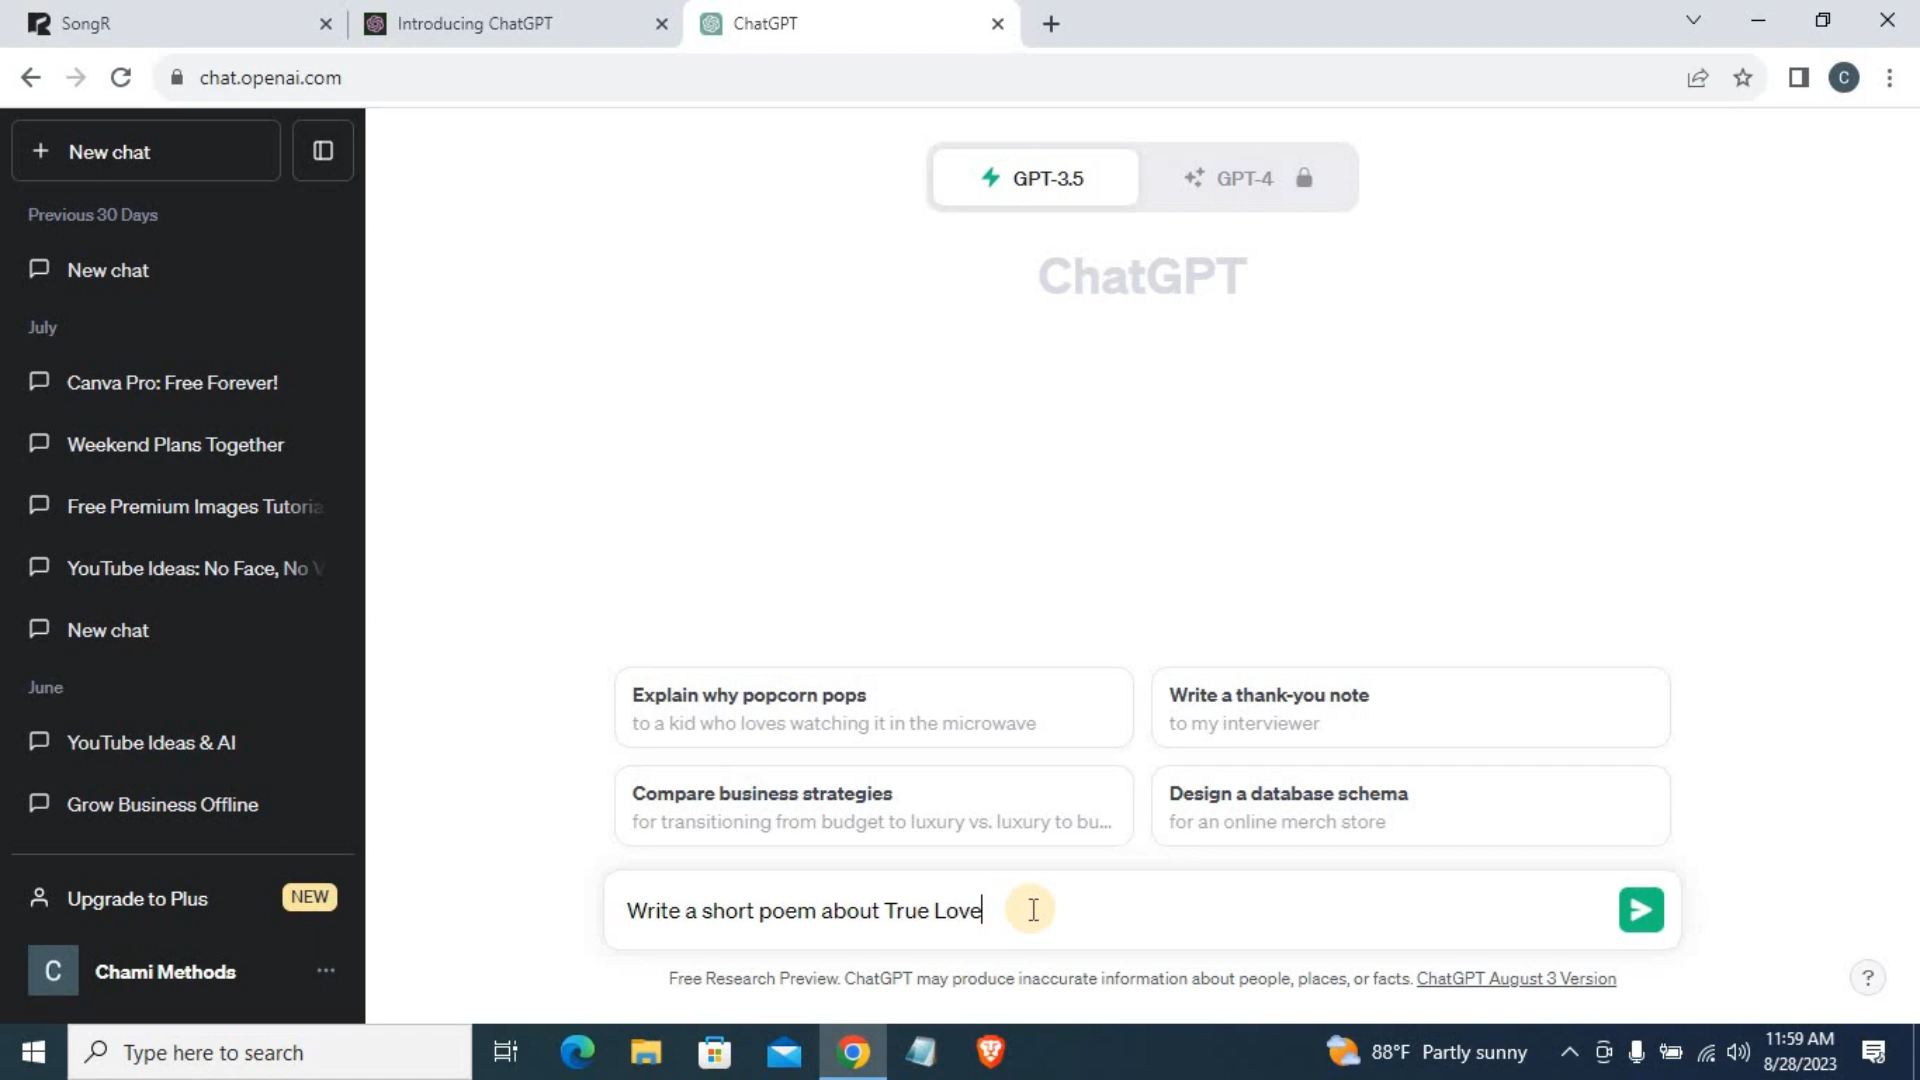 SongR
Introducing ChatGPT
ChatGPT
chat.openai.com
C
New chat
Previous 30 Days
New chat
July
Canva Pro: Free Forever!
Weekend Plans Together
Free Premium Images Tutoria
YouTube Ideas: No Face, No V
New chat
June
YouTube Ideas & AI
Grow Business Offline
Upgrade to Plus
NEW
C
Chami Methods
GPT-3.5
GPT-4
ChatGPT
Explain why popcorn pops
to a kid who loves watching it in the microwave
Write a thank-you note
to my interviewer
Compare business strategies
for transitioning from budget to luxury vs. luxury to bu...
Design a database schema
for an online merch store
Write a short poem about True Love
Free Research Preview. ChatGPT may produce inaccurate information about people, places, or facts. ChatGPT August 3 Version
?
Type here to search
88°F Partly sunny
11:59 AM
8/28/2023